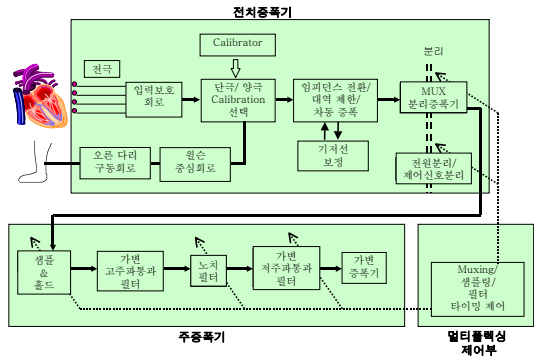 전치증폭기
Calibrator
분리
전극
입력보호
회로
단극/ 양극
Calibration
선택
임피던스 전환/
대역 제한/
차동 증폭
MUX
분리증폭기
기저선
보정
오른 다리
구동회로
윌슨
중심회로
전원분리/
제어신호분리
샘플
&
홀드
가변
고주파통과
필터
노치
필터
가변
저주파통과
필터
가변
증폭기
Muxing/
샘플링/
필터
타이밍 제어
주증폭기
멀티플렉싱
제어부